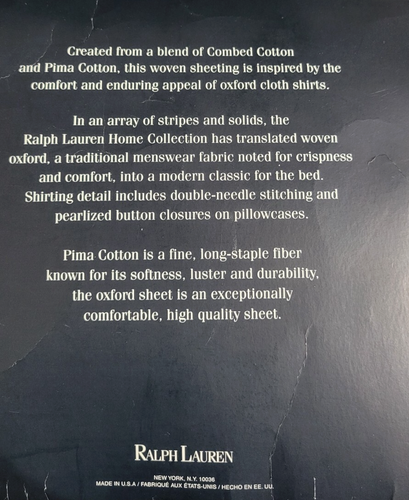 Created from a blend of Combed Cotton
and Pima Cotton, this woven sheeting is inspired by the
comfort and enduring appeal of oxford cloth shirts.
In an array of stripes and solids, the
Ralph Lauren Home Collection has translated woven
oxford, a traditional menswear fabric noted for crispness
and comfort, into a modern classic for the bed.
Shirting detail includes double-needle stitching and
pearlized button closures on pillowcases.
Pima Cotton is a fine, long-staple fiber
known for its softness, luster and durability,
the oxford sheet is an exceptionally
comfortable, high quality sheet.
RALPH LAUREN
NEW YORK, N.Y. 10036
MADE IN U.S.A / FABRIQUÉ AUX ÉTATS-UNIS / HECHO EN EE. UU.